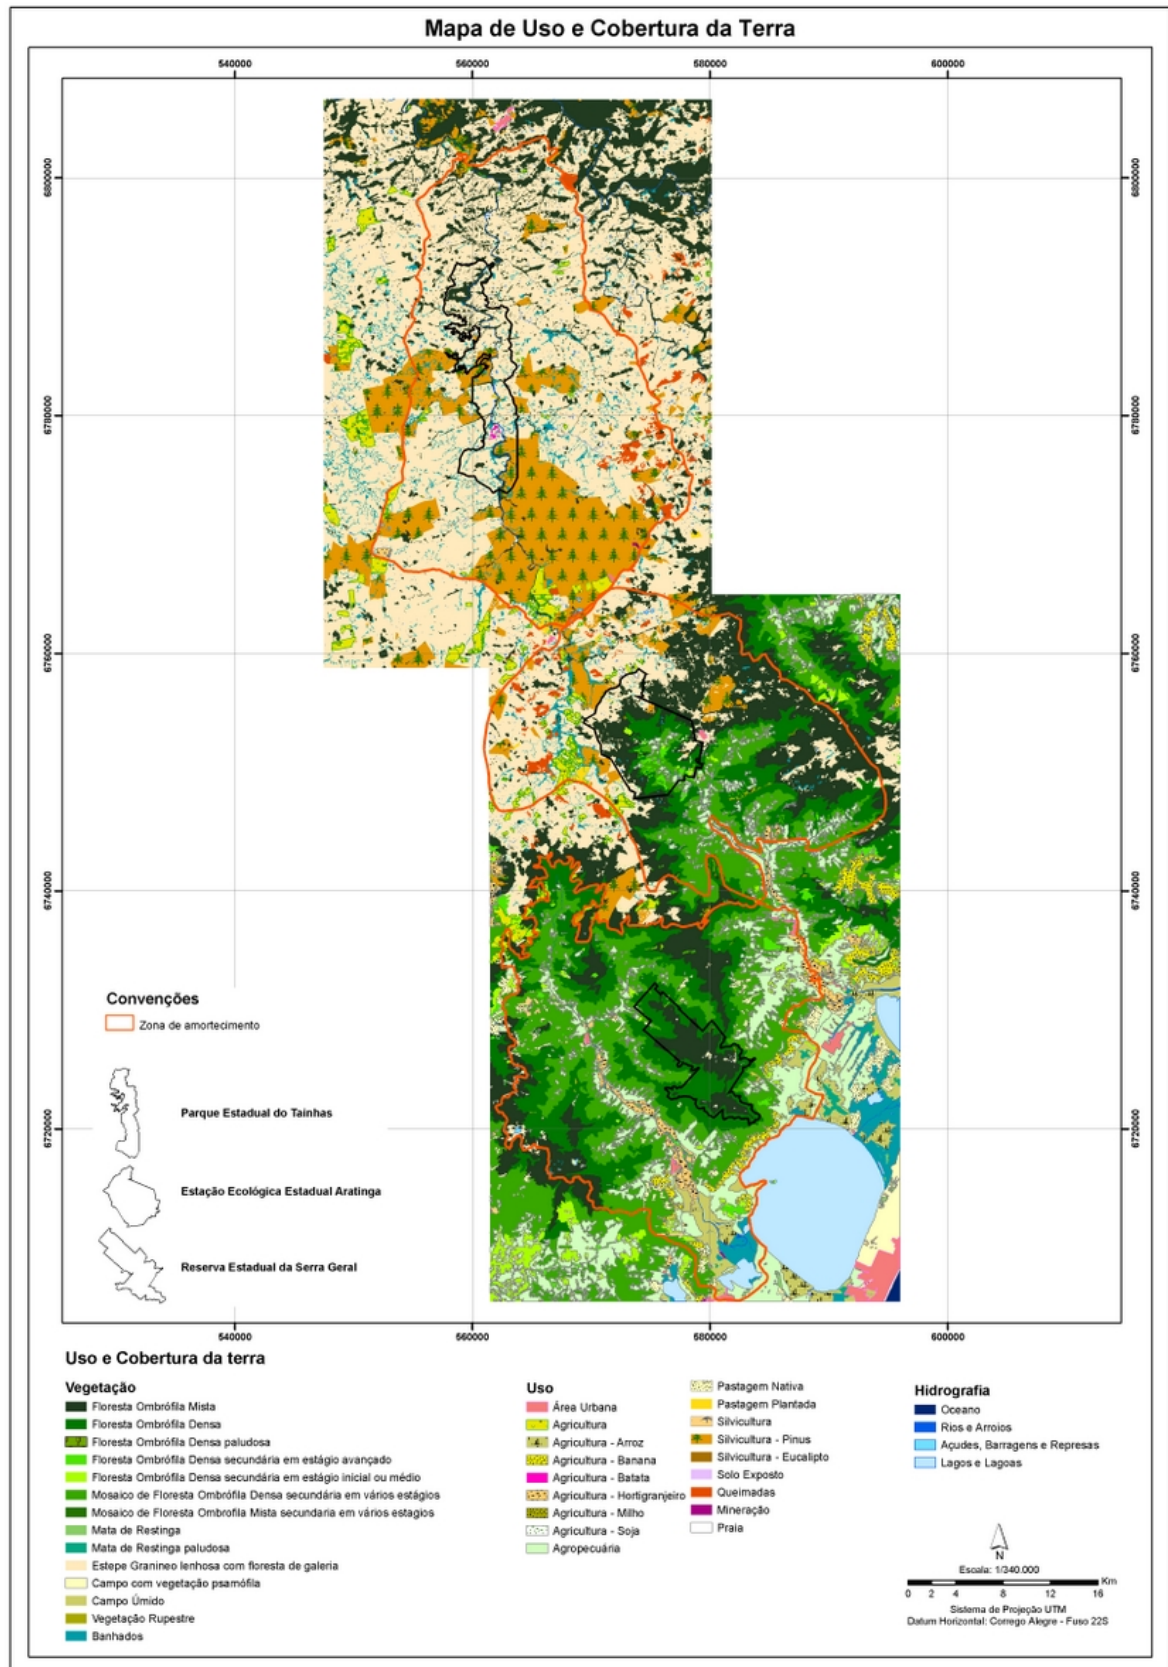 Mapa de Uso e Cobertura da Terra
540000
560000
580000
600000
6800000
6800000
6780000
6780000
6760000
6760000
6740000
6740000
6720000
6720000
Convenções
Zona de amortecimento
Parque Estadual do Tainhas
Estação Ecológica Estadual Aratinga
Reserva Estadual da Serra Geral
540000
560000
580000
600000
Uso e Cobertura da terra
Vegetação
Floresta Ombrófila Mista
Floresta Ombrófila Densa
Floresta Ombrófila Densa paludosa
Floresta Ombrófila Densa secundária em estágio avançado
Floresta Ombrófila Densa secundária em estágio inicial ou médio
Mosaico de Floresta Ombrófila Densa secundária em vários estágios
Mosaico de Floresta Ombrofila Mista secundaria em vários estagios
Mata de Restinga
Mata de Restinga paludosa
Estepe Gramineo lenhosa com floresta de galeria
Campo com vegetação psamófila
Campo Úmido
Vegetação Rupestre
Banhados
Uso
Área Urbana
Agricultura
Agricultura - Arroz
Agricultura - Banana
Agricultura - Batata
Agricultura - Hortigranjeiro
Agricultura - Milho
Agricultura - Soja
Agropecuária
Pastagem Nativa
Pastagem Plantada
Silvicultura
Silvicultura - Pinus
Silvicultura - Eucalipto
Solo Exposto
Queimadas
Mineração
Praia
Hidrografia
Oceano
Rios e Arroios
Açudes, Barragens e Represas
Lagos e Lagoas
N
Escala: 1/340.000
Km
0 2 4 8 12 16
Sistema de Projeção UTM
Datum Horizontal: Corrego Alegre - Fuso 22S